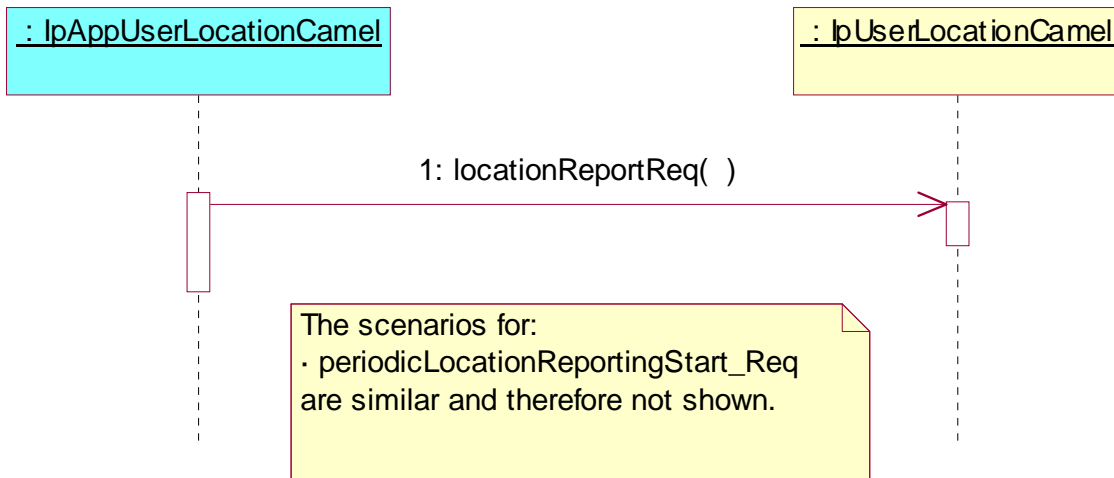 : IpAppUserLocationCamel
: IpUserLocationCamel
1: locationReportReq( )
The scenarios for:
· periodicLocationReportingStart_Req
are similar and therefore not shown.